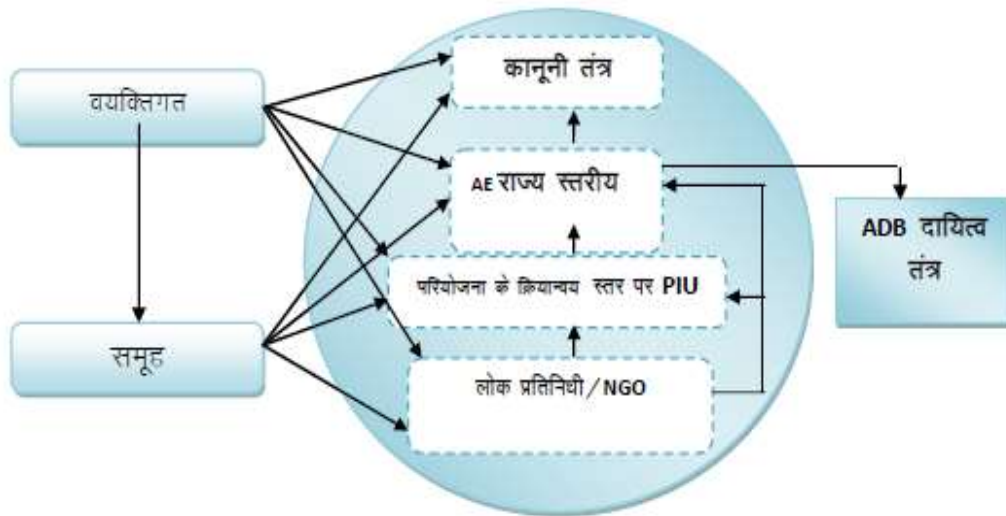 वयक्तिगत
समूह
कानूनी तंत्र
AE राज्य स्तरीय
परियोजना के क्रियान्वय स्तर पर PIU
लोक प्रतिनिधी/NGO
ADB दायित्व
तंत्र